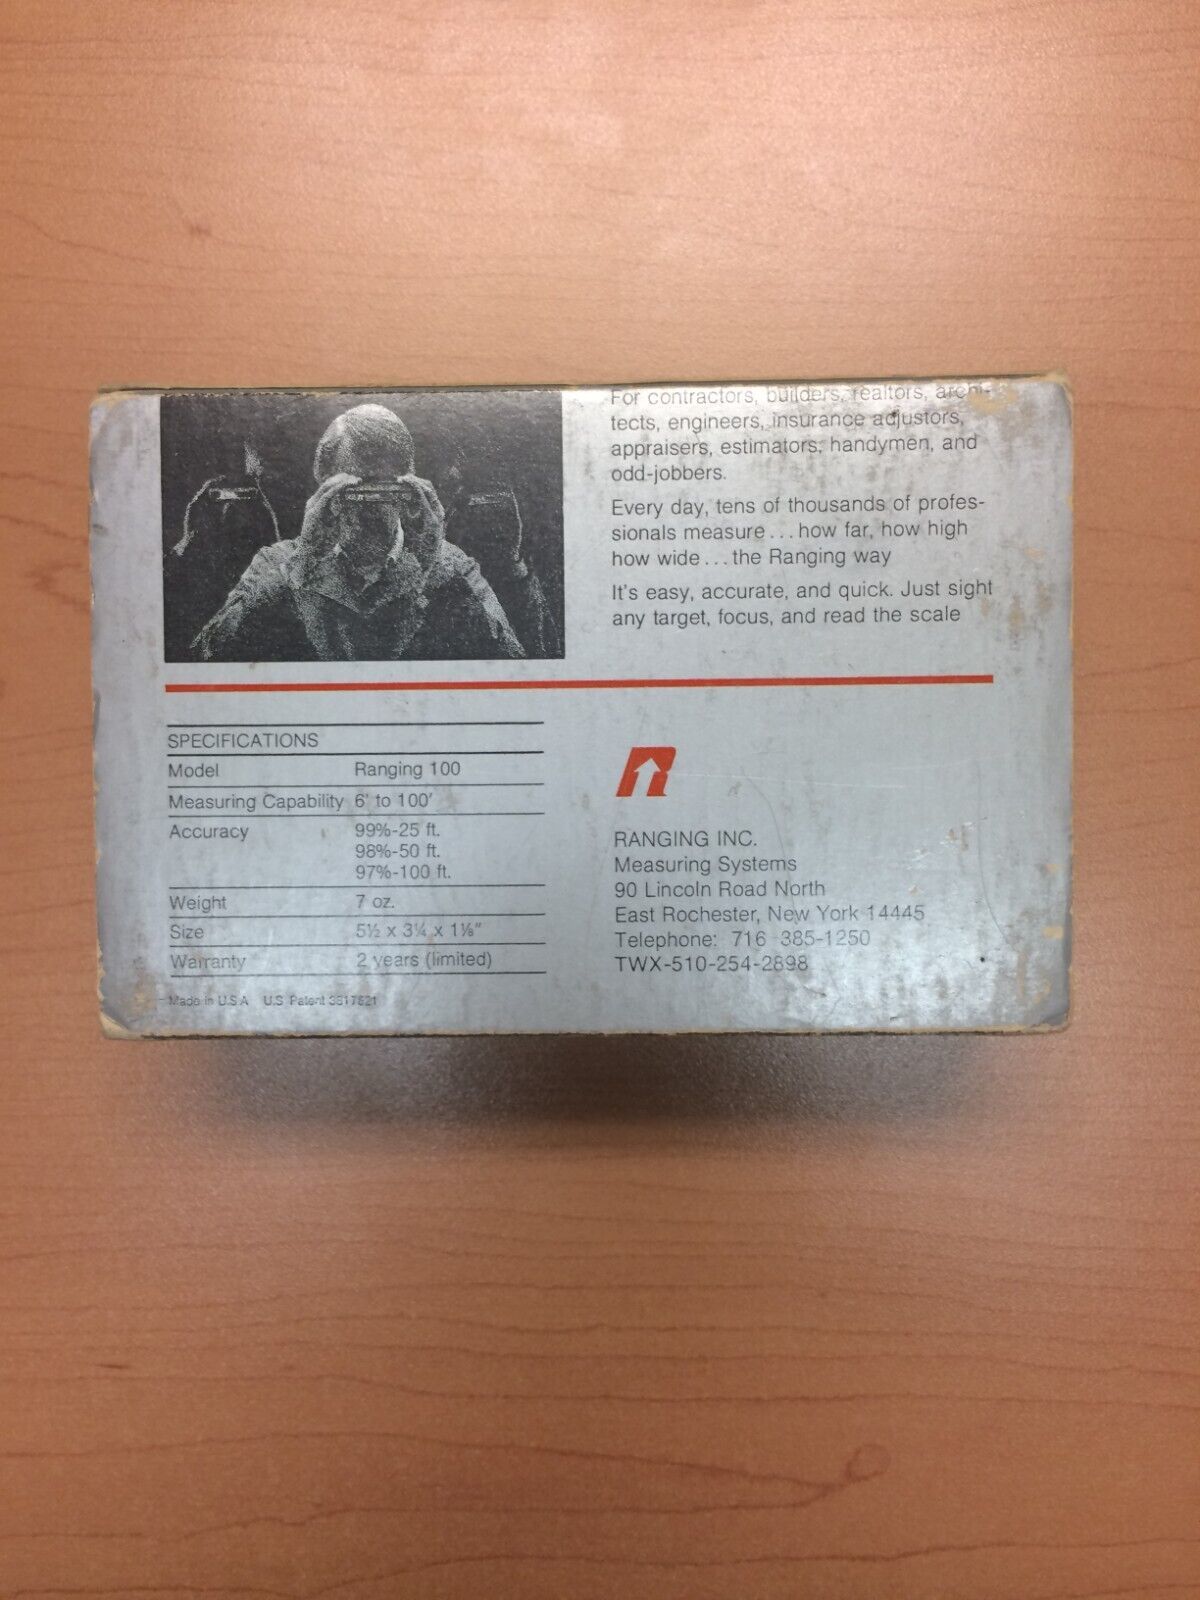 For contractors, builders, realtors, archi-
tects, engineers, insurance adjustors,
appraisers, estimators, handymen, and
odd-jobbers.
Every day, tens of thousands of profes-
sionals measure...how far, how high
how wide...the Ranging way
It's easy, accurate, and quick. Just sight
any target, focus, and read the scale
SPECIFICATIONS
Model Ranging 100
Measuring Capability 6' to 100'
Accuracy 99%-25 ft.
98%-50 ft.
97%-100 ft.
Weight 7 oz.
Size 5½ x 3¼ x 1⅛"
Warranty 2 years (limited)
Made in U.S.A U.S. Patent 3817621
RANGING INC.
Measuring Systems
90 Lincoln Road North
East Rochester, New York 14445
Telephone: 716 385-1250
TWX-510-254-2898